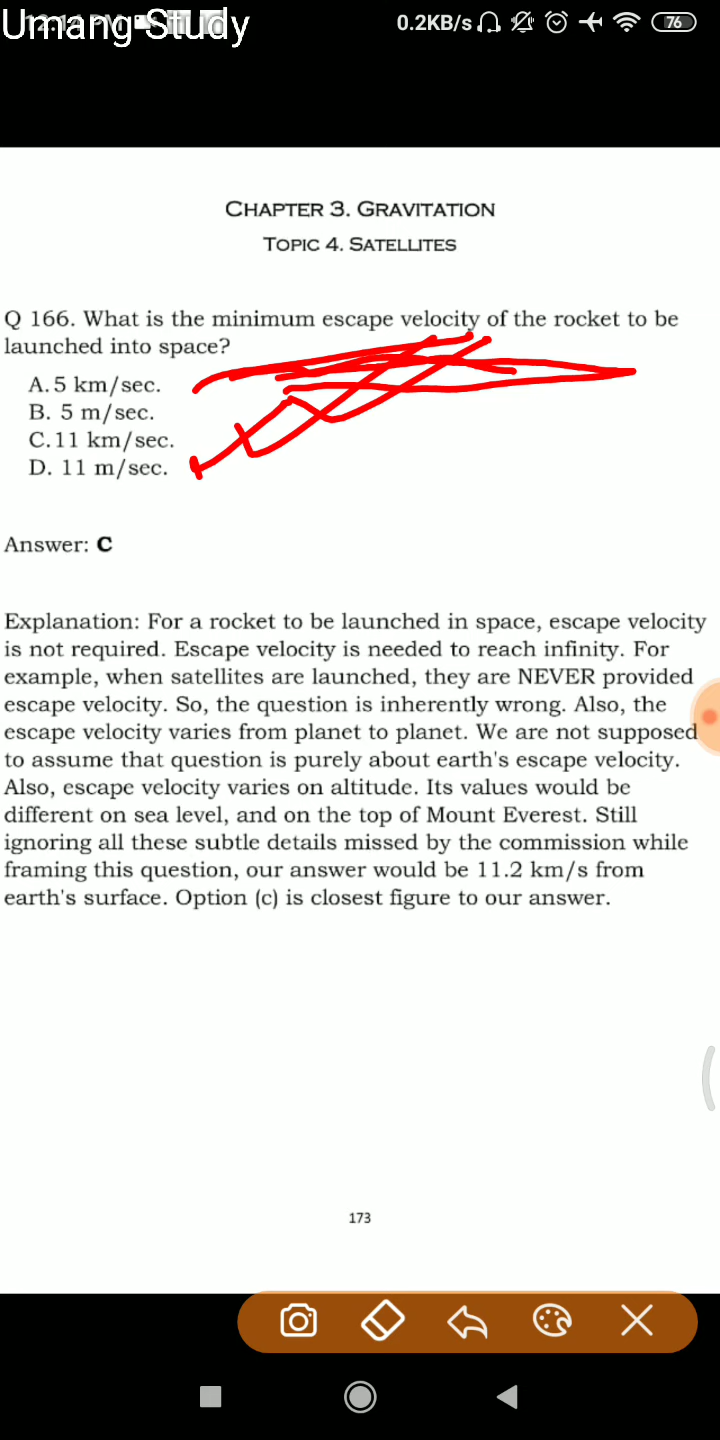 Umang-Study
0.2KB/s 76
CHAPTER 3. GRAVITATION
TOPIC 4. SATELLITES
Q 166. What is the minimum escape velocity of the rocket to be
launched into space?
A. 5 km/sec.
B. 5 m/sec.
C. 11 km/sec.
D. 11 m/sec.
Answer: C
Explanation: For a rocket to be launched in space, escape velocity
is not required. Escape velocity is needed to reach infinity. For
example, when satellites are launched, they are NEVER provided
escape velocity. So, the question is inherently wrong. Also, the
escape velocity varies from planet to planet. We are not supposed
to assume that question is purely about earth's escape velocity.
Also, escape velocity varies on altitude. Its values would be
different on sea level, and on the top of Mount Everest. Still
ignoring all these subtle details missed by the commission while
framing this question, our answer would be 11.2 km/s from
earth's surface. Option (c) is closest figure to our answer.
173